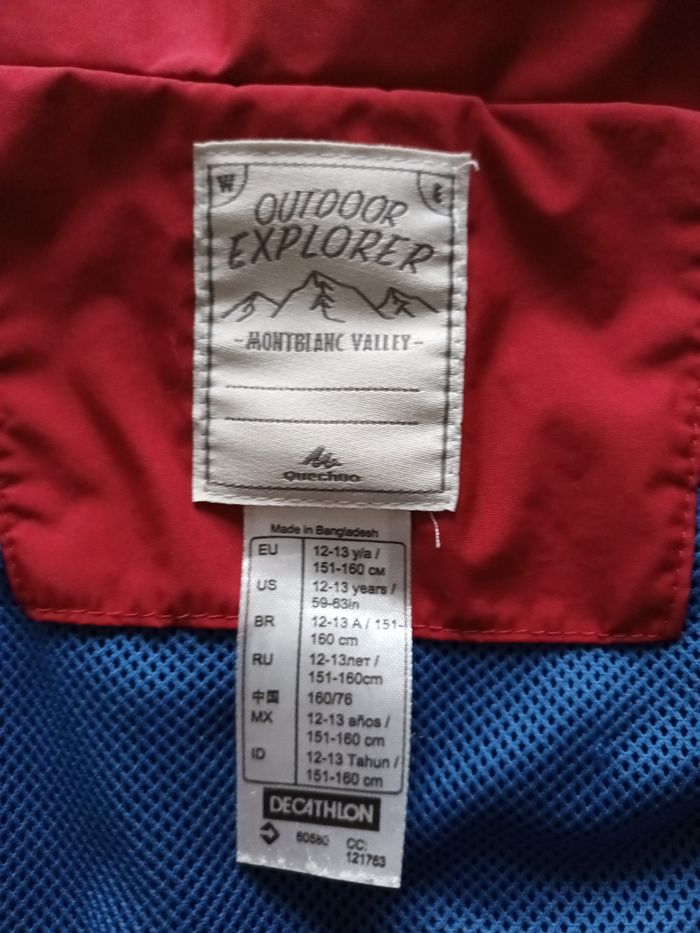 W E
OUTDOOR
EXPLORER
- MONTBLANC VALLEY -
Quechua
Made in Bangladesh
EU 12-13 y/a /
151-160 см
US 12-13 years /
59-63in
BR 12-13 A / 151-
160 cm
RU 12-13лет /
151-160cm
中国 160/76
MX 12-13 años /
151-160 cm
ID 12-13 Tahun /
151-160 cm
DECATHLON
CC:
121763